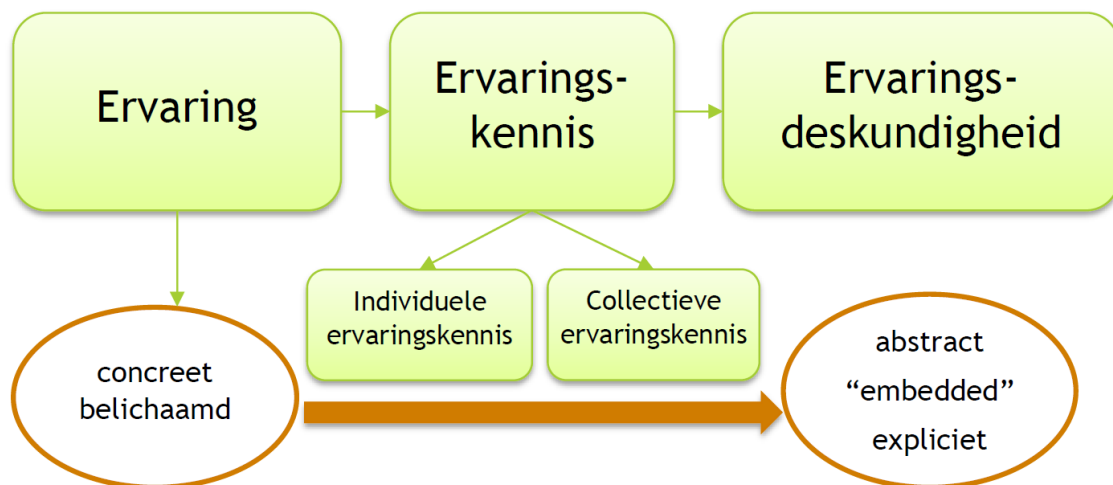 Ervaring
Ervarings-
kennis
Ervarings-
deskundigheid
Individuele
ervaringskennis
Collectieve
ervaringskennis
concreet
belichaamd
abstract
“embedded”
expliciet